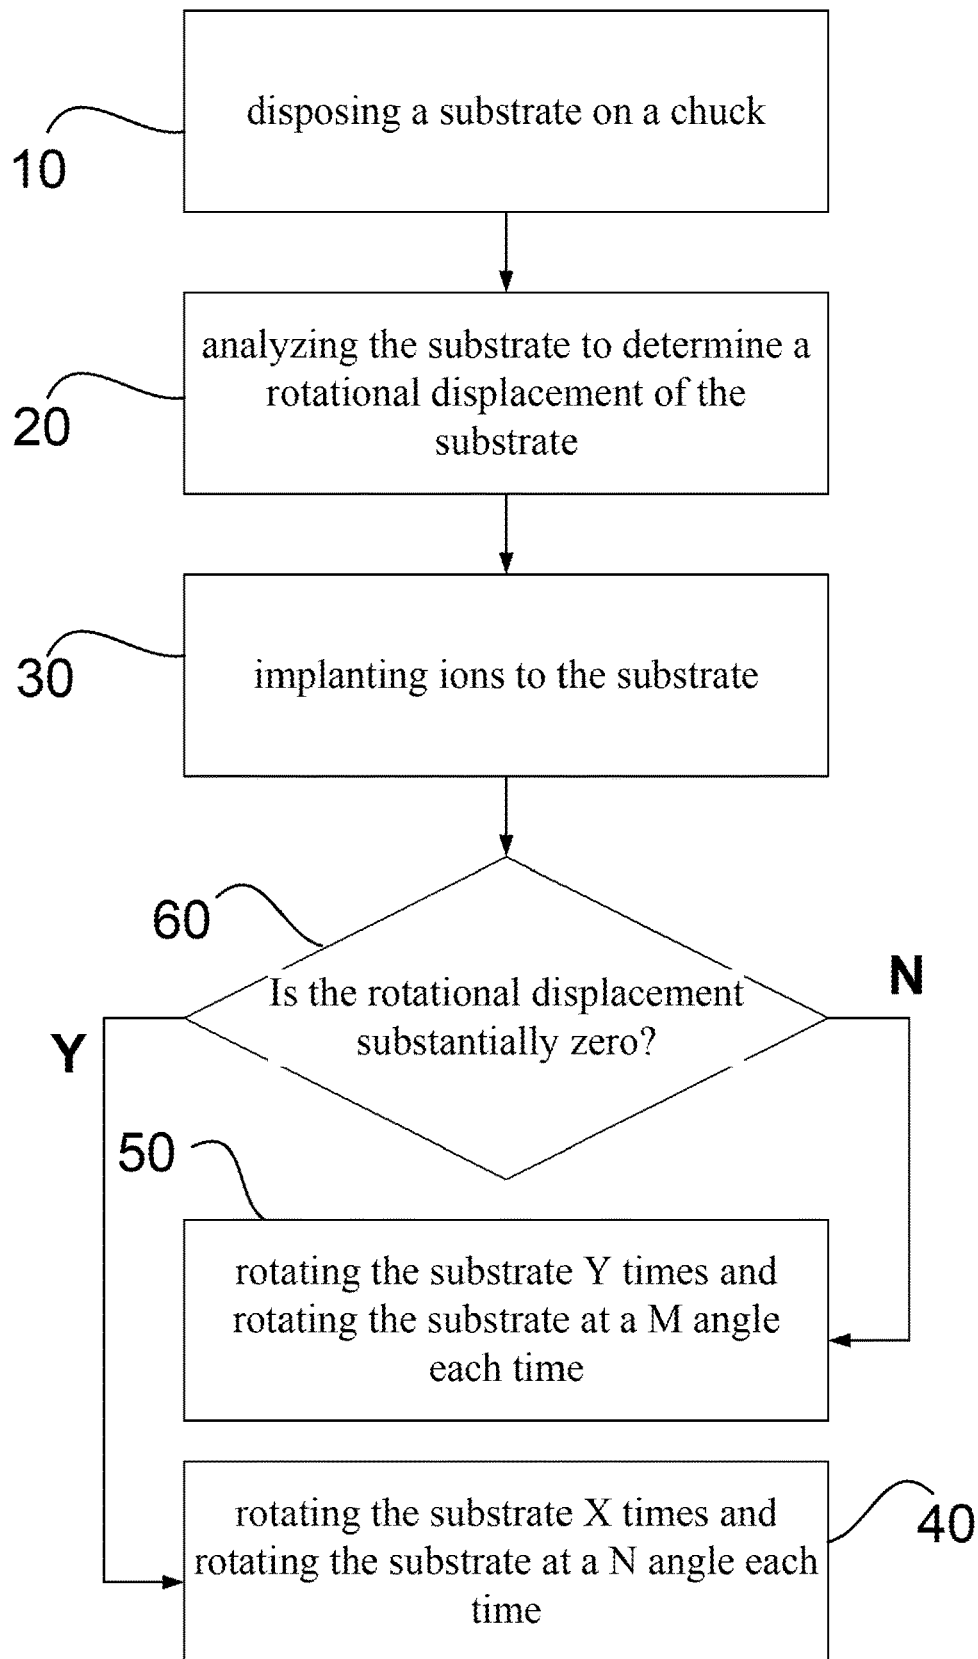 disposing a substrate on a chuck
10
analyzing the substrate to determine a
rotational displacement of the
substrate
20
implanting ions to the substrate
30
60
Is the rotational displacement
substantially zero?
N
Y
50
rotating the substrate Y times and
rotating the substrate at a M angle
each time
rotating the substrate X times and
rotating the substrate at a N angle each
time
40